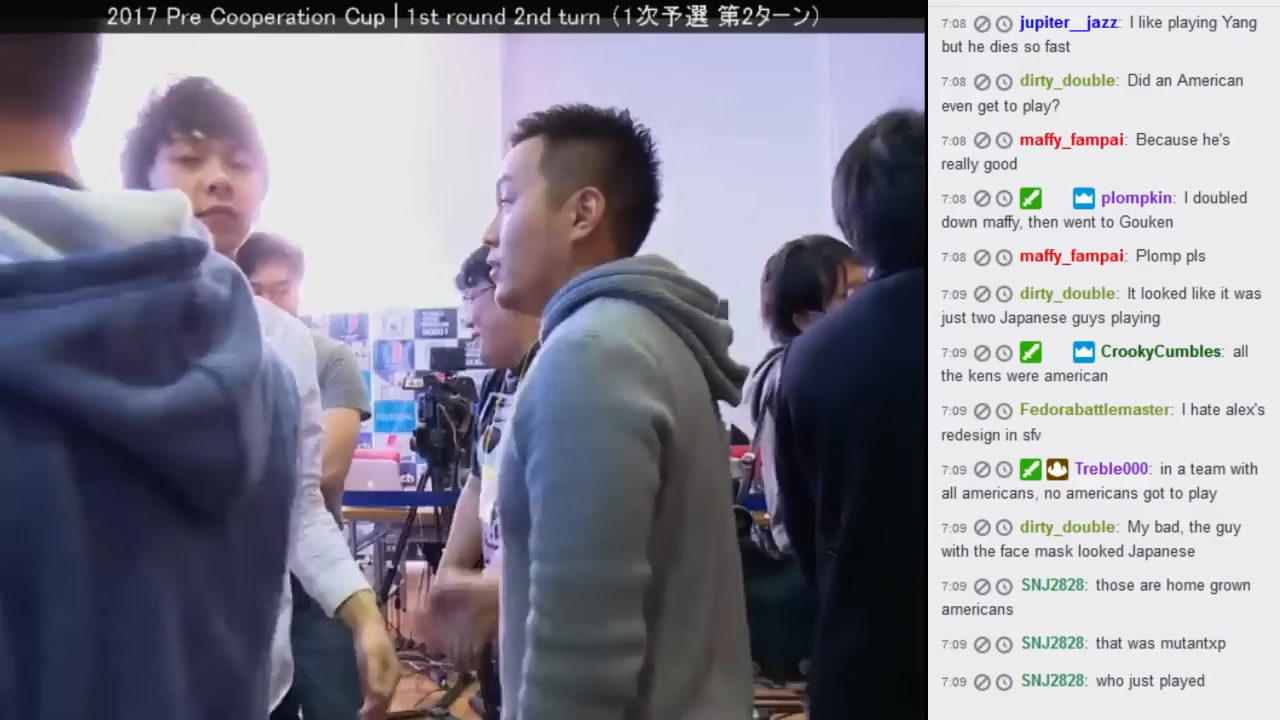 2017 Pre Cooperation Cup | 1st round 2nd turn (1次予選 第2ターン)
7:08 jupiter__jazz: I like playing Yang
but he dies so fast
7:08 dirty_double: Did an American
even get to play?
7:08 maffy_fampai: Because he's
really good
7:08 plompkin: I doubled
down maffy, then went to Gouken
7:08 maffy_fampai: Plomp pls
7:09 dirty_double: It looked like it was
just two Japanese guys playing
7:09 CrookyCumbles: all
the kens were american
7:09 Fedorabattlemaster: I hate alex's
redesign in sfv
7:09 Treble000: in a team with
all americans, no americans got to play
7:09 dirty_double: My bad, the guy
with the face mask looked Japanese
7:09 SNJ2828: those are home grown
americans
7:09 SNJ2828: that was mutantxp
7:09 SNJ2828: who just played